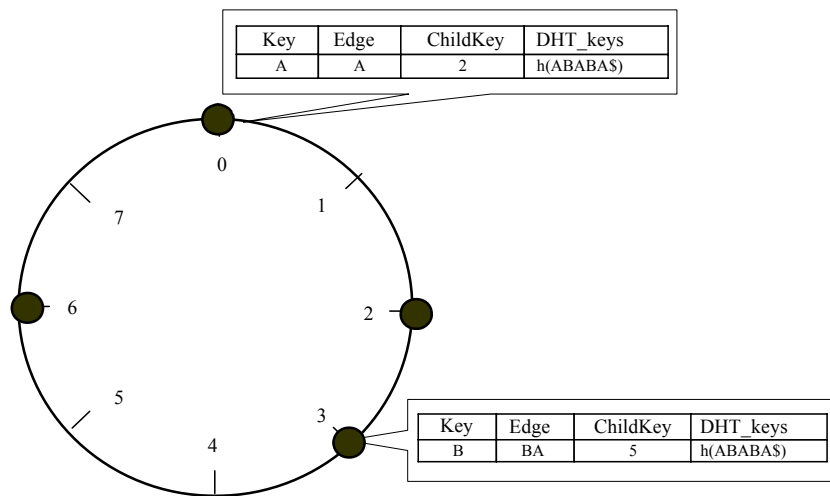 Key Edge ChildKey DHT_keys
A A 2 h(ABABA$)
0
7 1
6 2
5 3
4
Key Edge ChildKey DHT_keys
B BA 5 h(ABABA$)